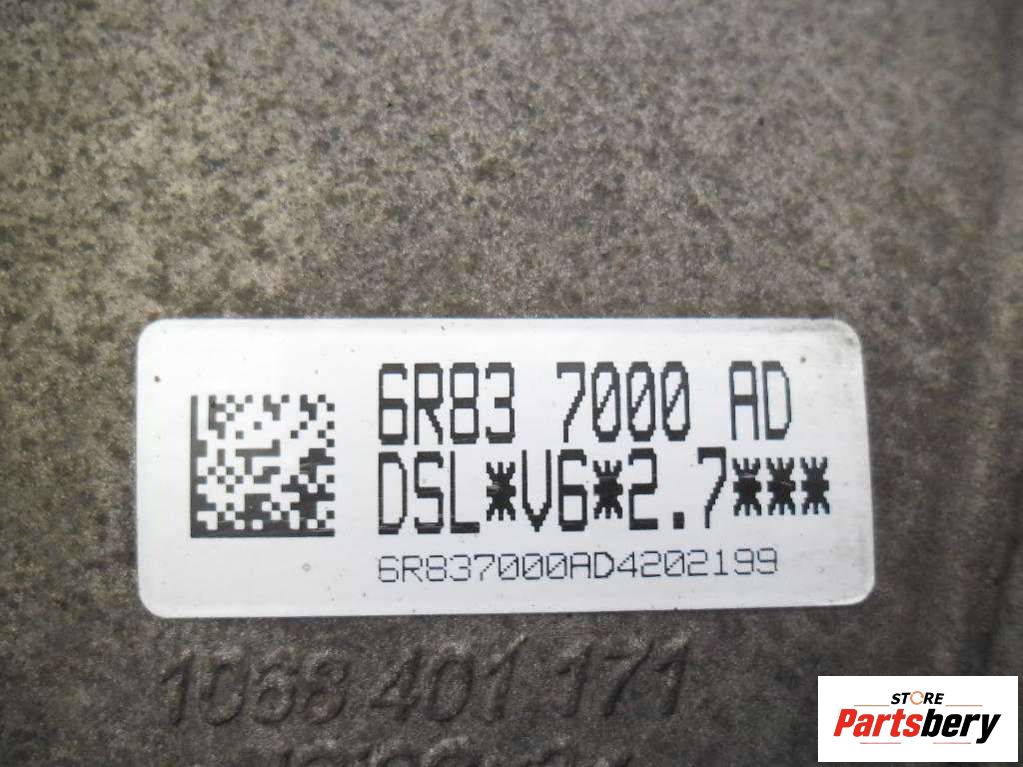 6R83 7000 AD
DSL*V6*2.7***
6R837000AD4202199
1068 401 171
STORE
Partsbery